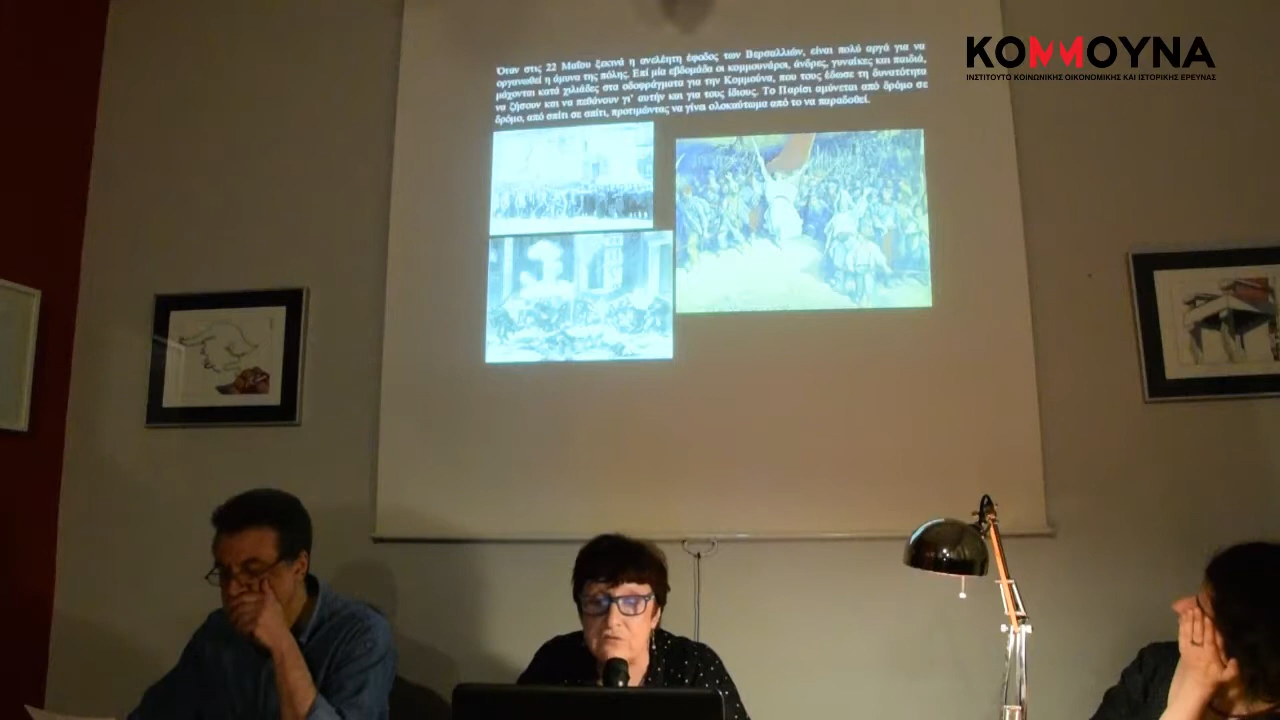 ΚΟΜΜΟΥΝΑ
ΙΝΣΤΙΤΟΥΤΟ ΚΟΙΝΩΝΙΚΗΣ ΟΙΚΟΝΟΜΙΚΗΣ ΚΑΙ ΙΣΤΟΡΙΚΗΣ ΕΡΕΥΝΑΣ
Όταν στις 22 Μαΐου ξεκινά η ανελέητη έφοδος των Βερσαλλιών, είναι πολύ αργά για να
οργανωθεί η άμυνα της πόλης. Επί μία εβδομάδα οι κομμουνάροι, άνδρες, γυναίκες και παιδιά,
μάχονται κατά χιλιάδες στα οδοφράγματα για την Κομμούνα, που τους έδωσε τη δυνατότητα
να ζήσουν και να πεθάνουν γι' αυτήν και για τους ίδιους. Το Παρίσι αμύνεται από δρόμο σε
δρόμο, από σπίτι σε σπίτι, προτιμώντας να γίνει ολοκαύτωμα από το να παραδοθεί.